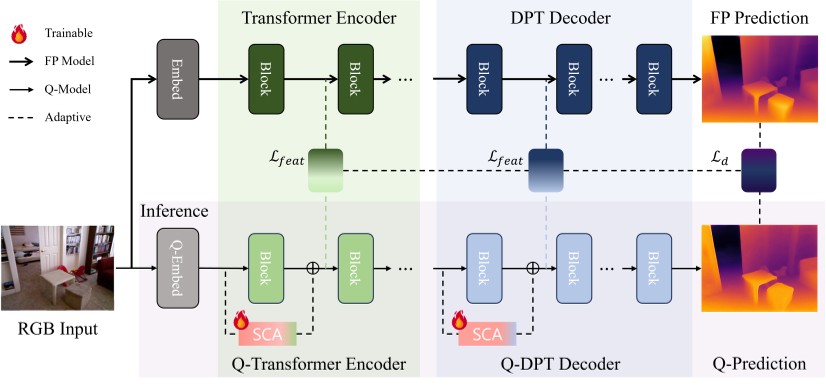 Transformer Encoder
DPT Decoder
FP Prediction
Trainable
FP Model
Q-Model
Adaptive
Embed
Block
Block
...
Block
Block
...
Block
ℒ_feat
ℒ_feat
ℒ_d
Inference
Q-Embed
Block
Block
...
Block
Block
...
Block
SCA
SCA
RGB Input
Q-Transformer Encoder
Q-DPT Decoder
Q-Prediction